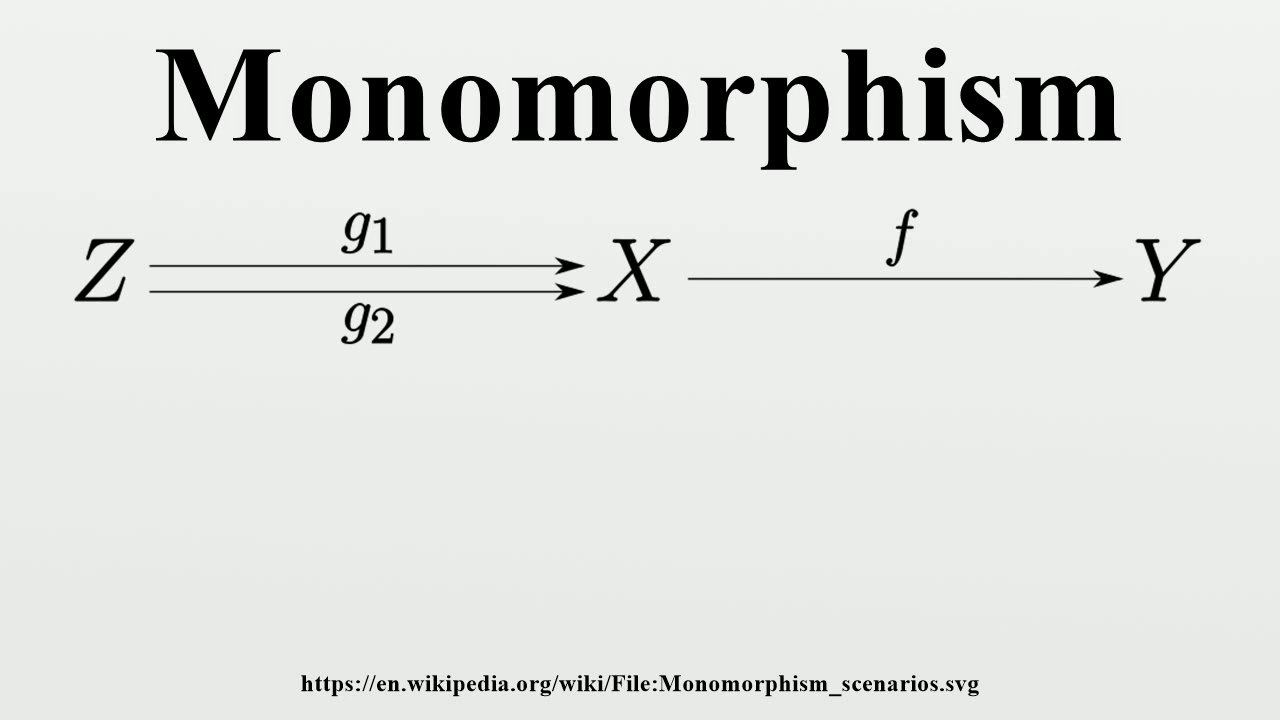 Monomorphism
g1
Z X f Y
g2
https://en.wikipedia.org/wiki/File:Monomorphism_scenarios.svg